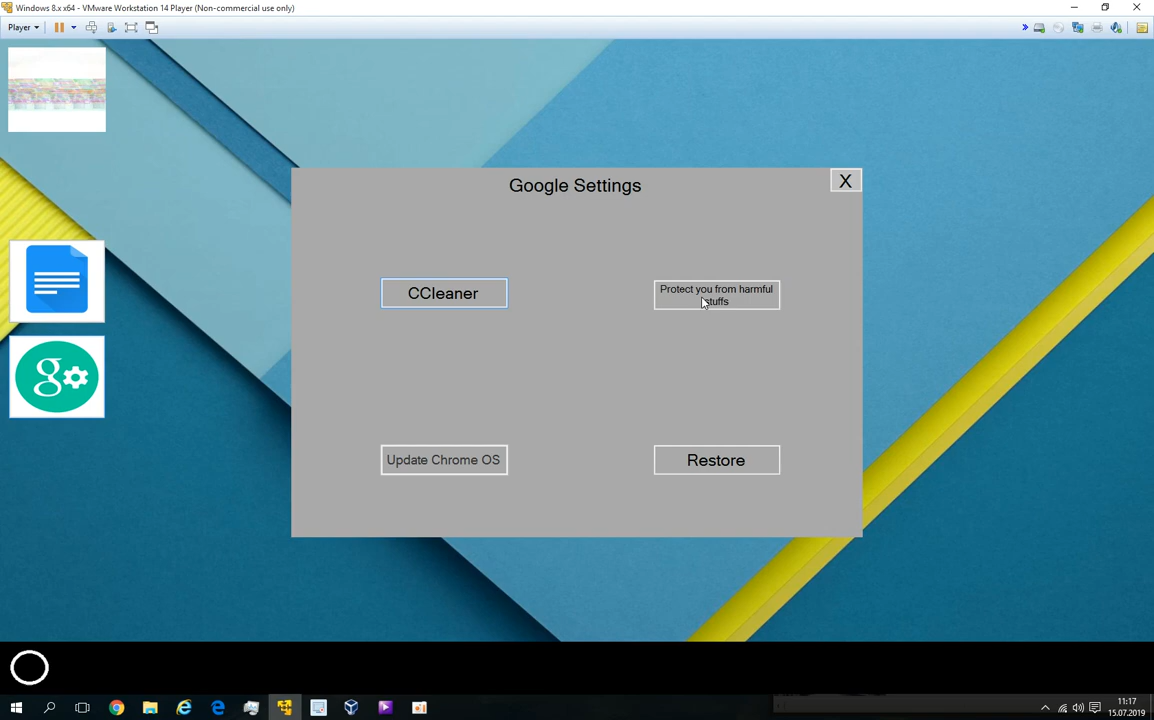 Windows 8.x x64 - VMware Workstation 14 Player (Non-commercial use only)
Player
Google Settings
X
CCleaner
Protect you from harmful
stuffs
Update Chrome OS
Restore
11:17
15.07.2019